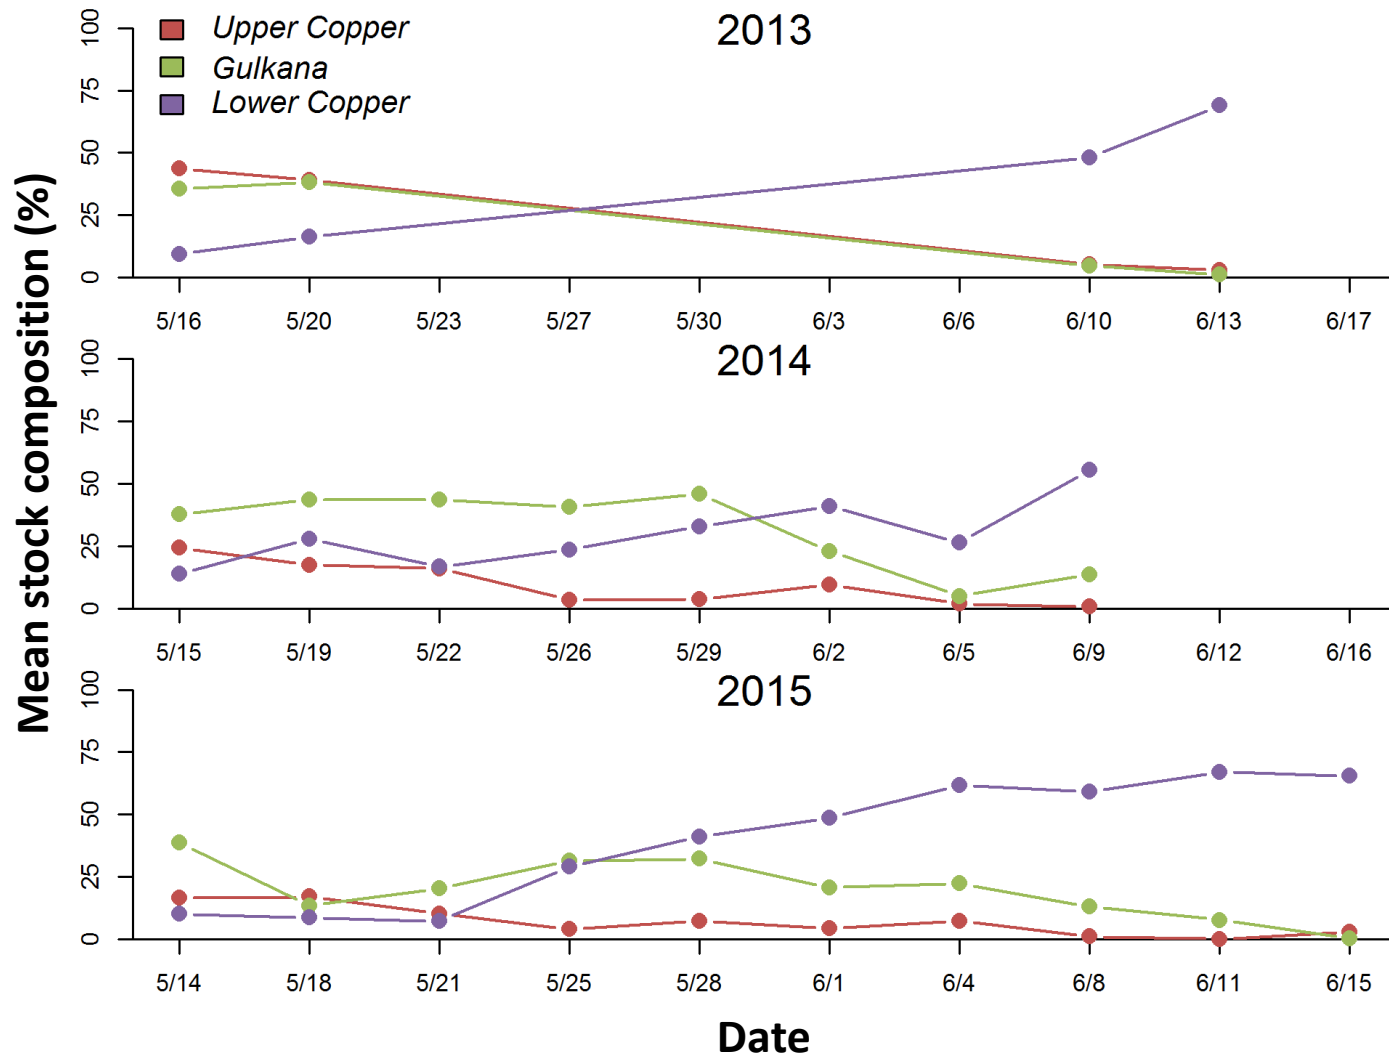 2013
Upper Copper
Gulkana
Lower Copper
100
75
50
25
0
5/16 5/20 5/23 5/27 5/30 6/3 6/6 6/10 6/13 6/17
2014
100
75
50
25
0
5/15 5/19 5/22 5/26 5/29 6/2 6/5 6/9 6/12 6/16
2015
100
75
50
25
0
5/14 5/18 5/21 5/25 5/28 6/1 6/4 6/8 6/11 6/15
Mean stock composition (%)
Date